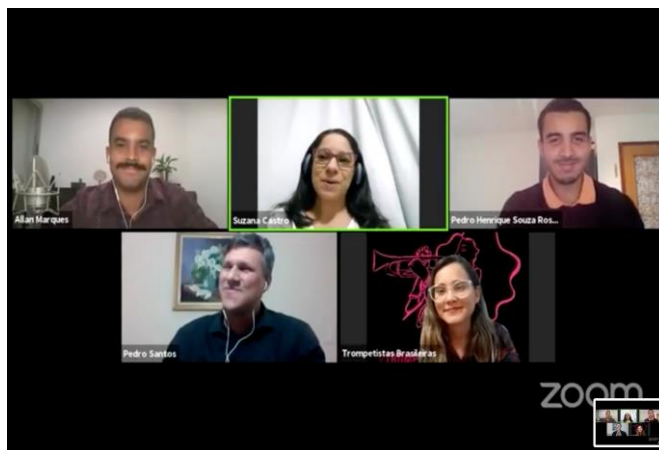 Allan Marques
Suzana Castro
Pedro Henrique Souza Ros...
Pedro Santos
Trompetistas Brasileiras
zoom